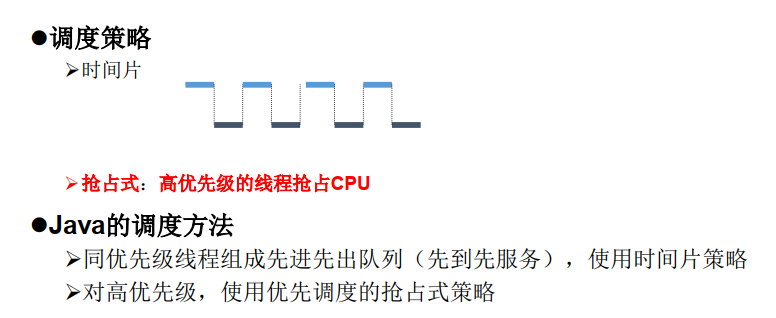 ●调度策略
➢时间片
➢抢占式：高优先级的线程抢占CPU
●Java的调度方法
➢同优先级线程组成先进先出队列（先到先服务），使用时间片策略
➢对高优先级，使用优先调度的抢占式策略